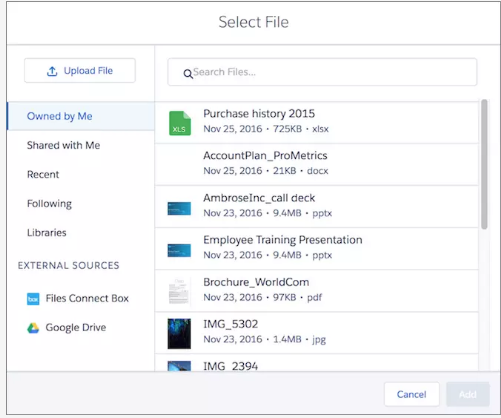 Select File
Upload File
Search Files...
Owned by Me
Shared with Me
Recent
Following
Libraries
EXTERNAL SOURCES
box
Files Connect Box
Google Drive
XLS
Purchase history 2015
Nov 25, 2016 • 725KB • xlsx
AccountPlan_ProMetrics
Nov 25, 2016 • 21KB • docx
AmbroseInc_call deck
Nov 23, 2016 • 9.4MB • pptx
Employee Training Presentation
Nov 23, 2016 • 9.4MB • pptx
Brochure_WorldCom
Nov 23, 2016 • 97KB • pdf
IMG_5302
Nov 23, 2016 • 1.4MB • jpg
IMG_2394
Cancel
Add